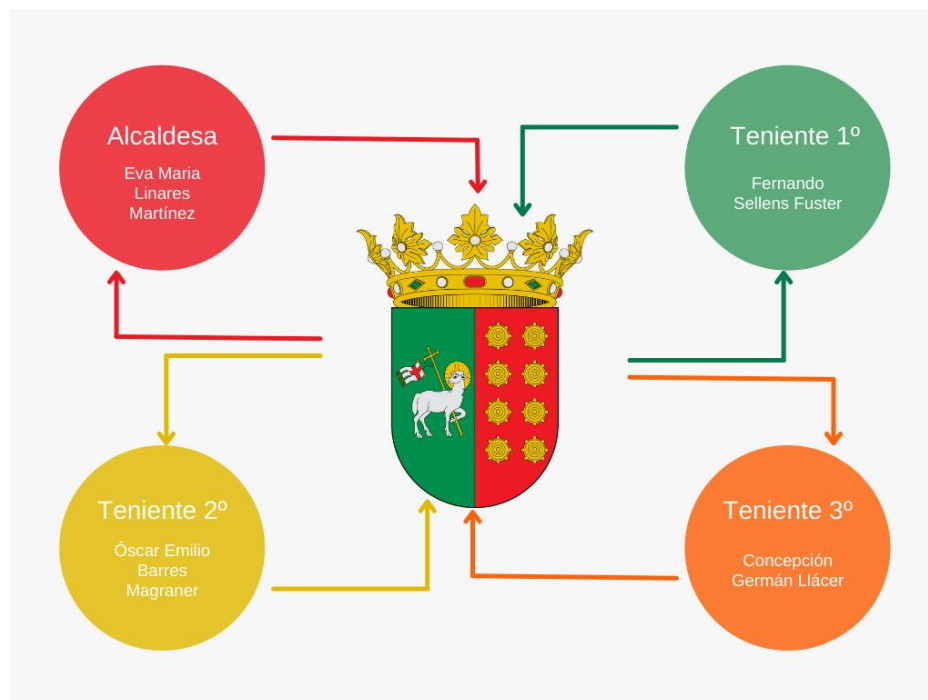 Alcaldesa
Eva Maria
Linares
Martínez
Teniente 1º
Fernando
Sellens Fuster
Teniente 2º
Óscar Emilio
Barres
Magraner
Teniente 3º
Concepción
Germán Llácer